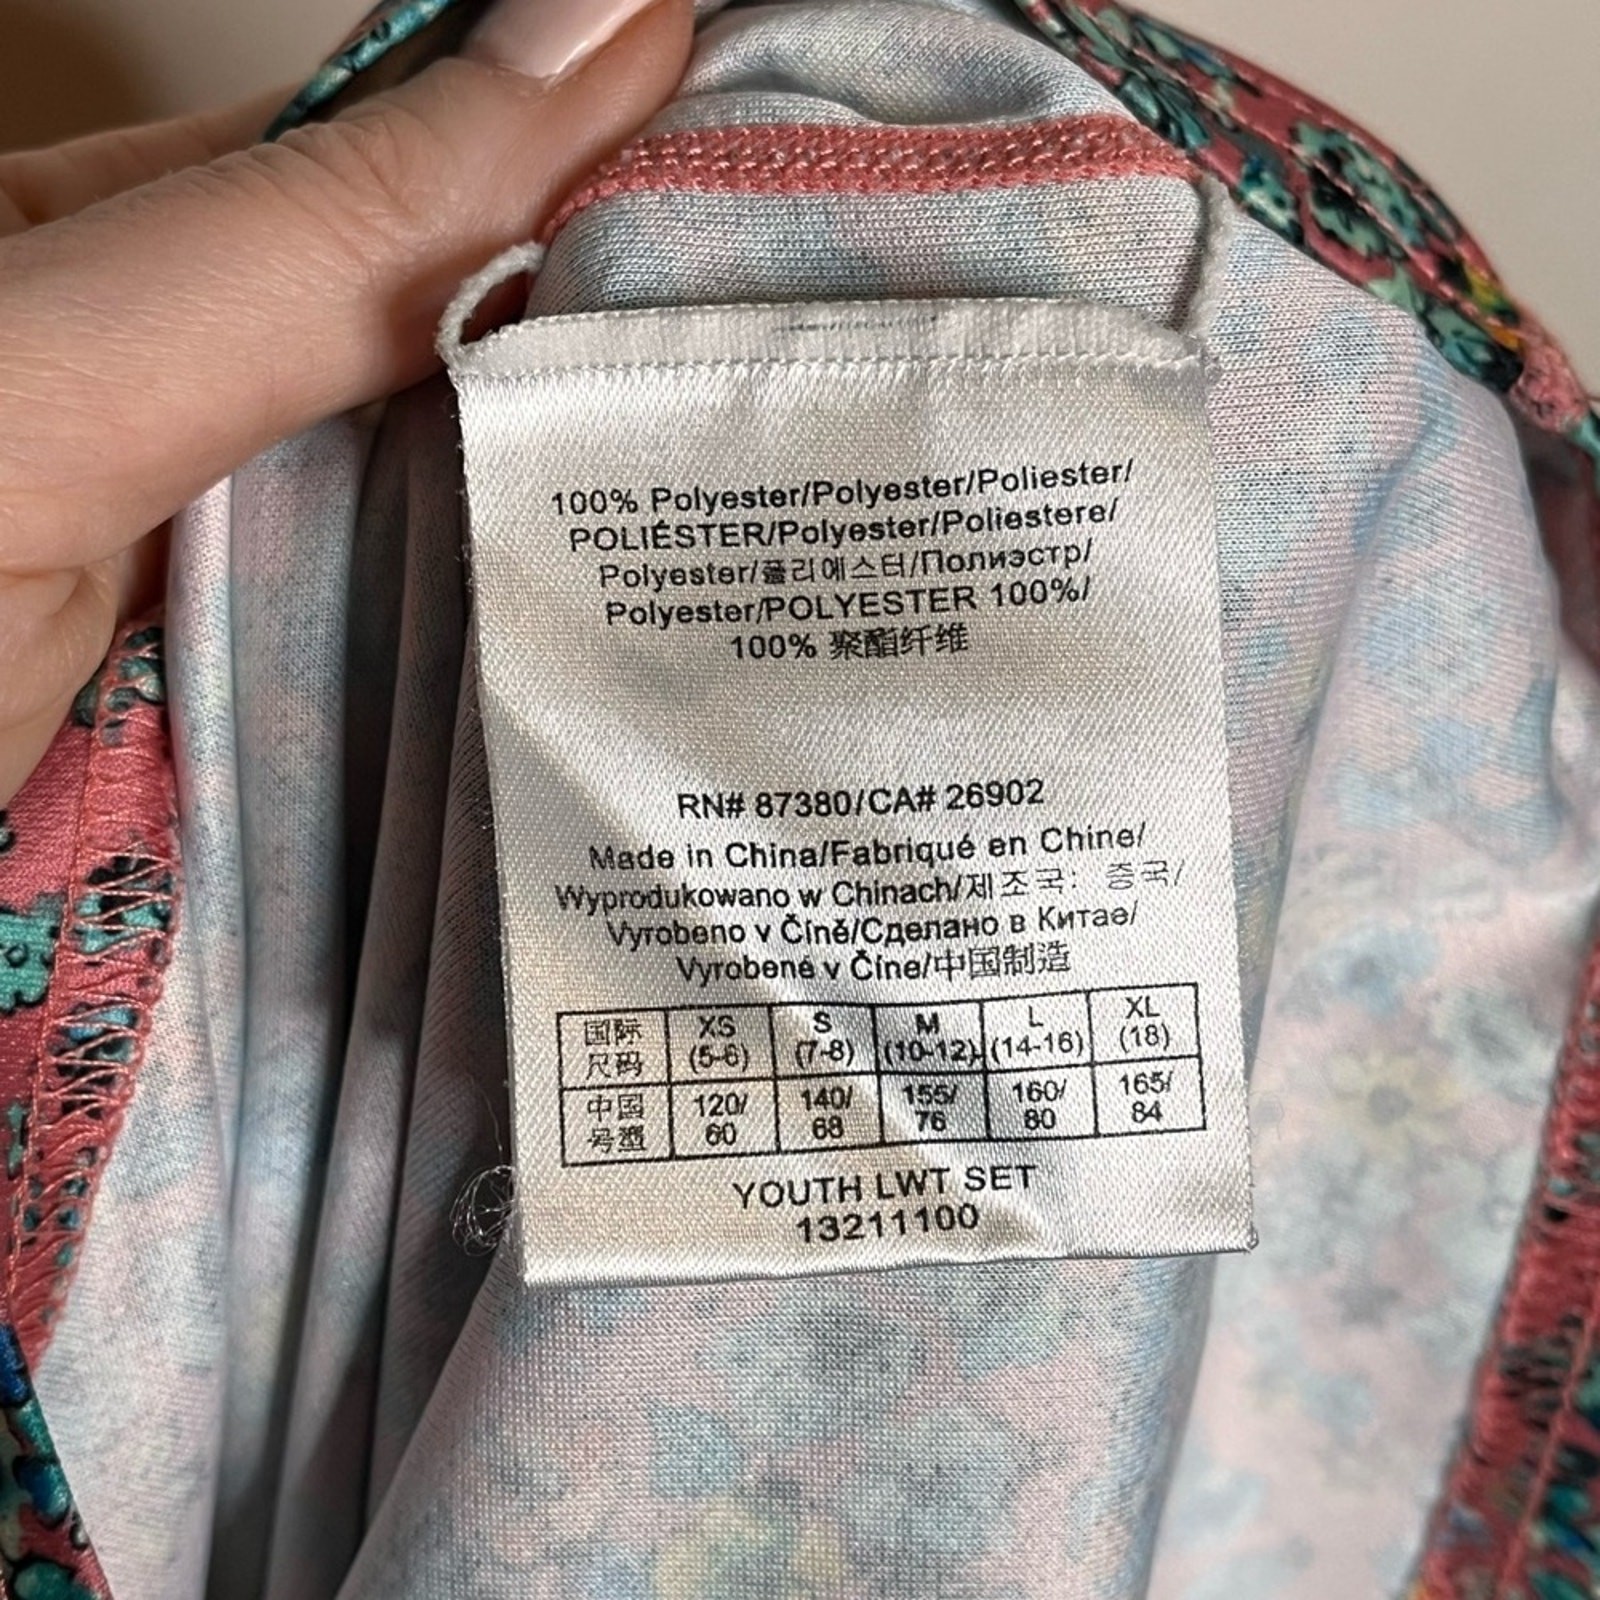 100% Polyester/Polyester/Poliester/
POLIÉSTER/Polyester/Poliestere/
Polyester/폴리에스터/Полиэстр/
Polyester/POLYESTER 100%/
100% 聚酯纤维
RN# 87380/CA# 26902
Made in China/Fabriqué en Chine/
Wyprodukowano w Chinach/제조국: 중국/
Vyrobeno v Číně/Сделано в Китае/
Vyrobené v Číne/中国制造
国际尺码 XS (5-6) S (7-8) M (10-12) L (14-16) XL (18)
中国号型 120/60 140/68 155/76 160/80 165/84
YOUTH LWT SET
13211100